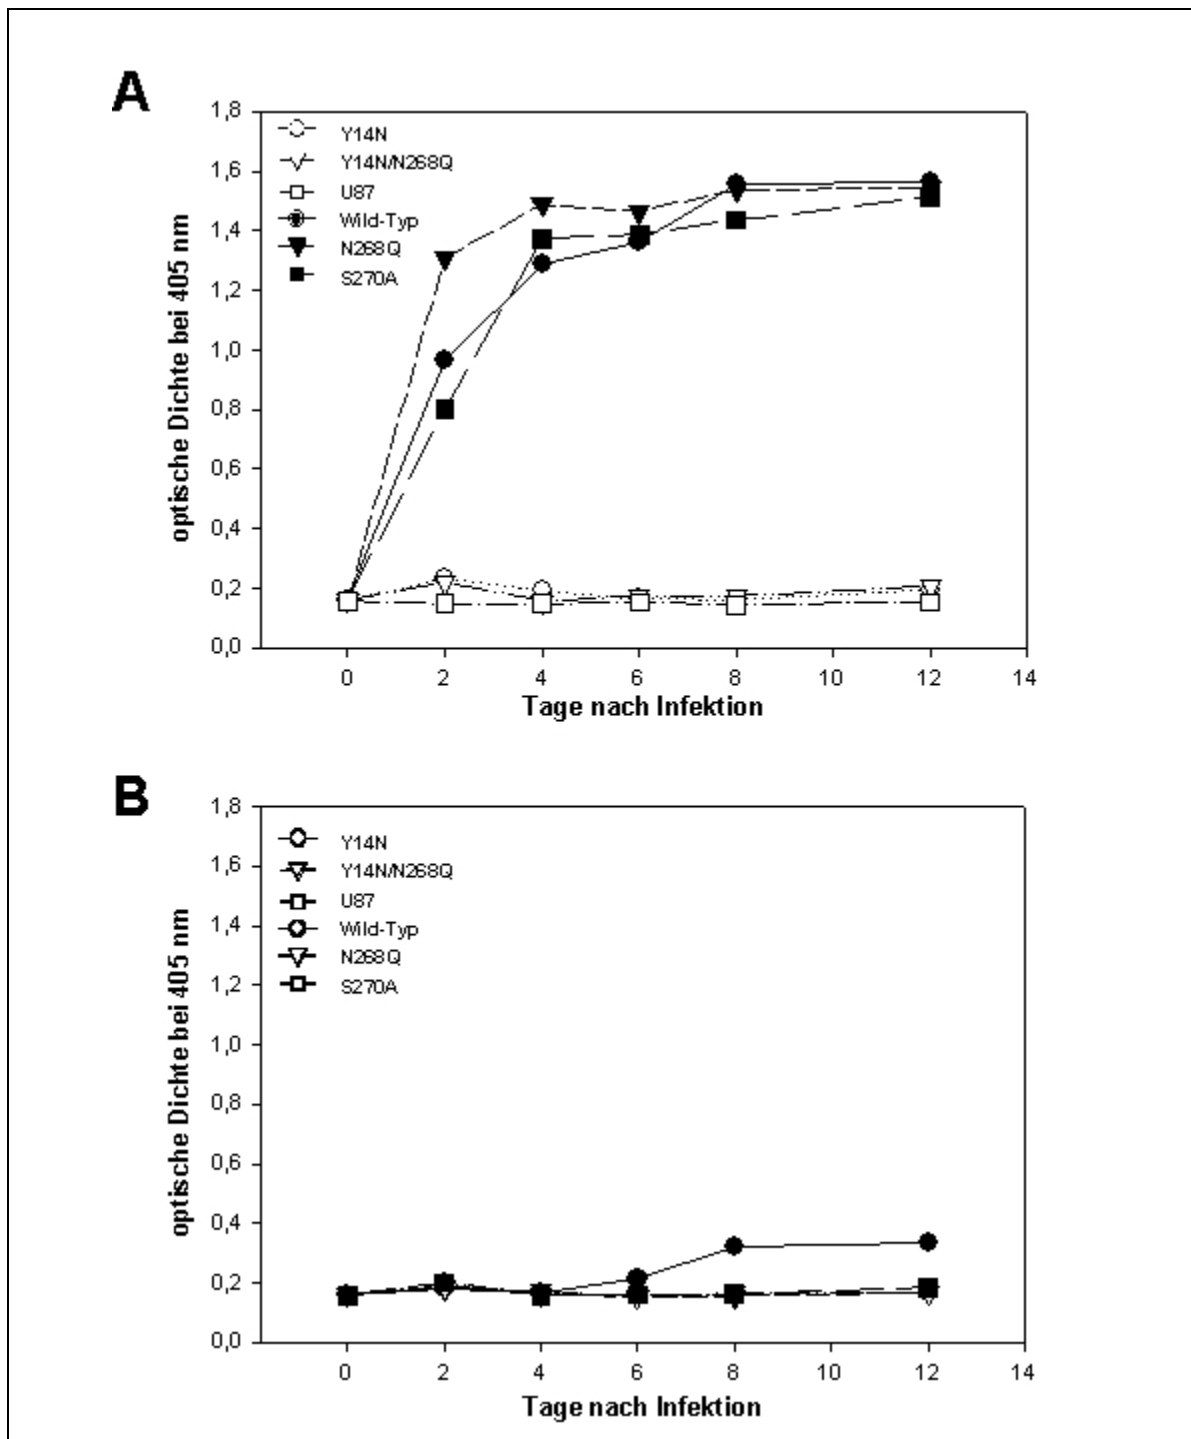 A
1,8
1,6
1,4
1,2
1,0
0,8
0,6
0,4
0,2
0,0
optische Dichte bei 405 nm
Y14N
Y14N/N268Q
U87
Wild-Typ
N268Q
S270A
0 2 4 6 8 10 12 14
Tage nach Infektion
B
1,8
1,6
1,4
1,2
1,0
0,8
0,6
0,4
0,2
0,0
optische Dichte bei 405 nm
Y14N
Y14N/N268Q
U87
Wild-Typ
N268Q
S270A
0 2 4 6 8 10 12 14
Tage nach Infektion